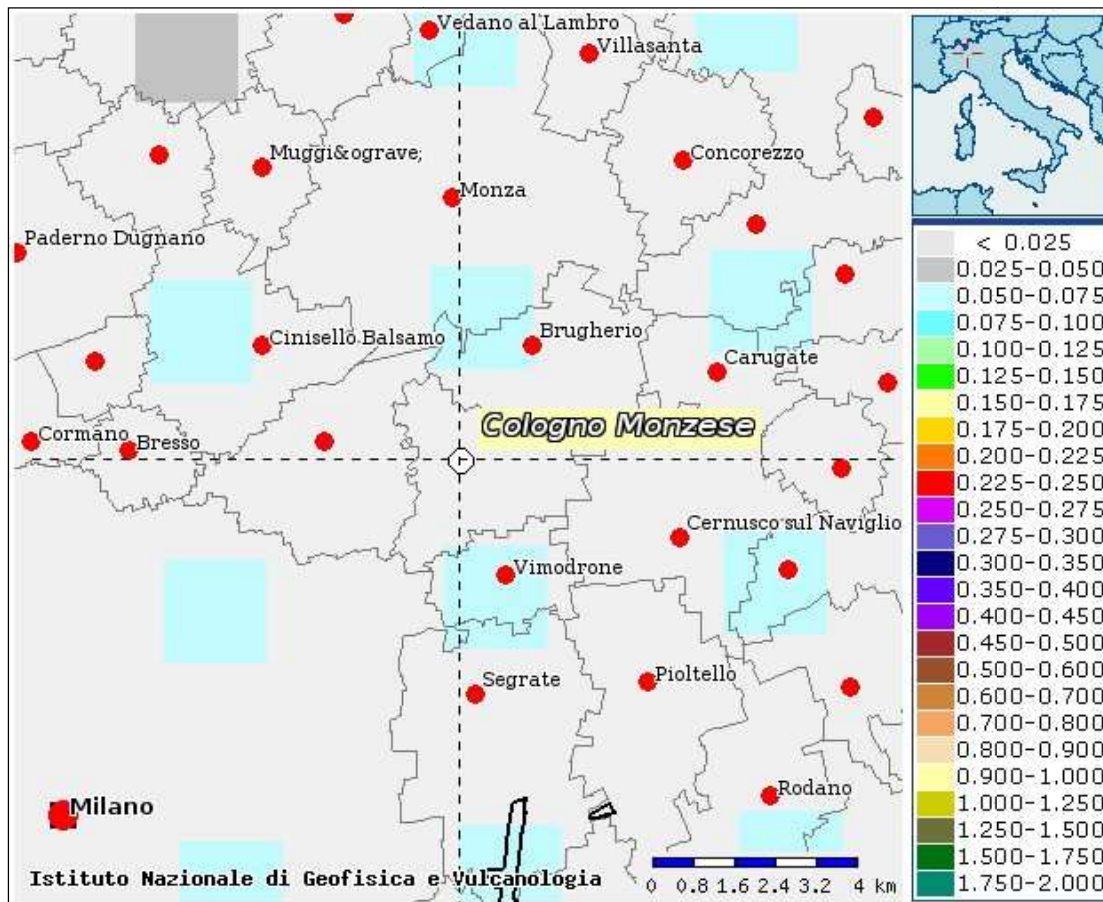 Vedano al Lambro
Villasanta
Muggi&ograve;
Concorezzo
Monza
Paderno Dugnano
Cinisello Balsamo
Brugherio
Carugate
Cormano
Bresso
Cologno Monzese
Cernusco sul Naviglio
Vimodrone
Segrate
Pioltello
Rodano
Milano
Istituto Nazionale di Geofisica e Vulcanologia
0 0.8 1.6 2.4 3.2 4 km
< 0.025
0.025-0.050
0.050-0.075
0.075-0.100
0.100-0.125
0.125-0.150
0.150-0.175
0.175-0.200
0.200-0.225
0.225-0.250
0.250-0.275
0.275-0.300
0.300-0.350
0.350-0.400
0.400-0.450
0.450-0.500
0.500-0.600
0.600-0.700
0.700-0.800
0.800-0.900
0.900-1.000
1.000-1.250
1.250-1.500
1.500-1.750
1.750-2.000